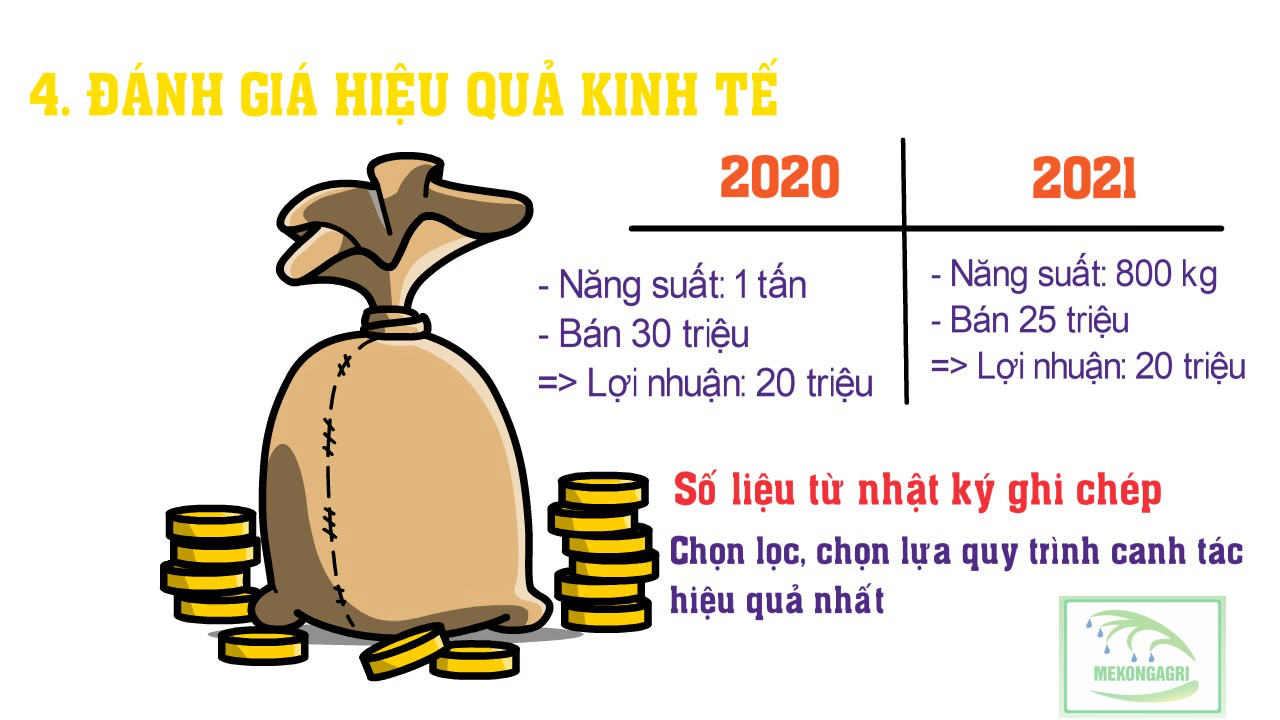 4. ĐÁNH GIÁ HIỆU QUẢ KINH TẾ
2020
- Năng suất: 1 tấn
- Bán 30 triệu
=> Lợi nhuận: 20 triệu
2021
- Năng suất: 800 kg
- Bán 25 triệu
=> Lợi nhuận: 20 triệu
Số liệu từ nhật ký ghi chép
Chọn lọc, chọn lựa quy trình canh tác
hiệu quả nhất
MEKONGAGRI